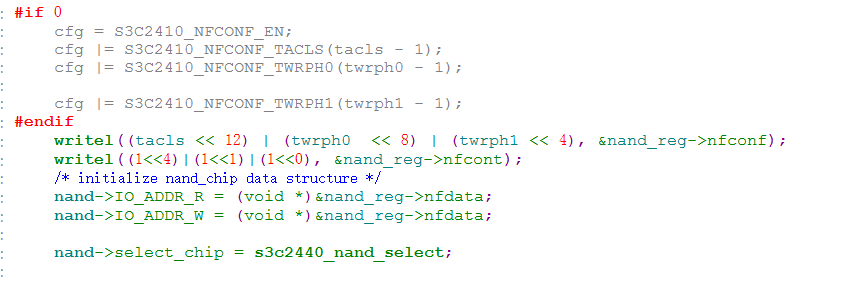 #if 0
    cfg = S3C2410_NFCONF_EN;
    cfg |= S3C2410_NFCONF_TACLS(tacls - 1);
    cfg |= S3C2410_NFCONF_TWRPH0(twrph0 - 1);

    cfg |= S3C2410_NFCONF_TWRPH1(twrph1 - 1);
#endif
    writel((tacls << 12) | (twrph0  << 8) | (twrph1 << 4), &nand_reg->nfconf);
    writel((1<<4)|(1<<1)|(1<<0), &nand_reg->nfcont);
    /* initialize nand_chip data structure */
    nand->IO_ADDR_R = (void *)&nand_reg->nfdata;
    nand->IO_ADDR_W = (void *)&nand_reg->nfdata;

    nand->select_chip = s3c2440_nand_select;